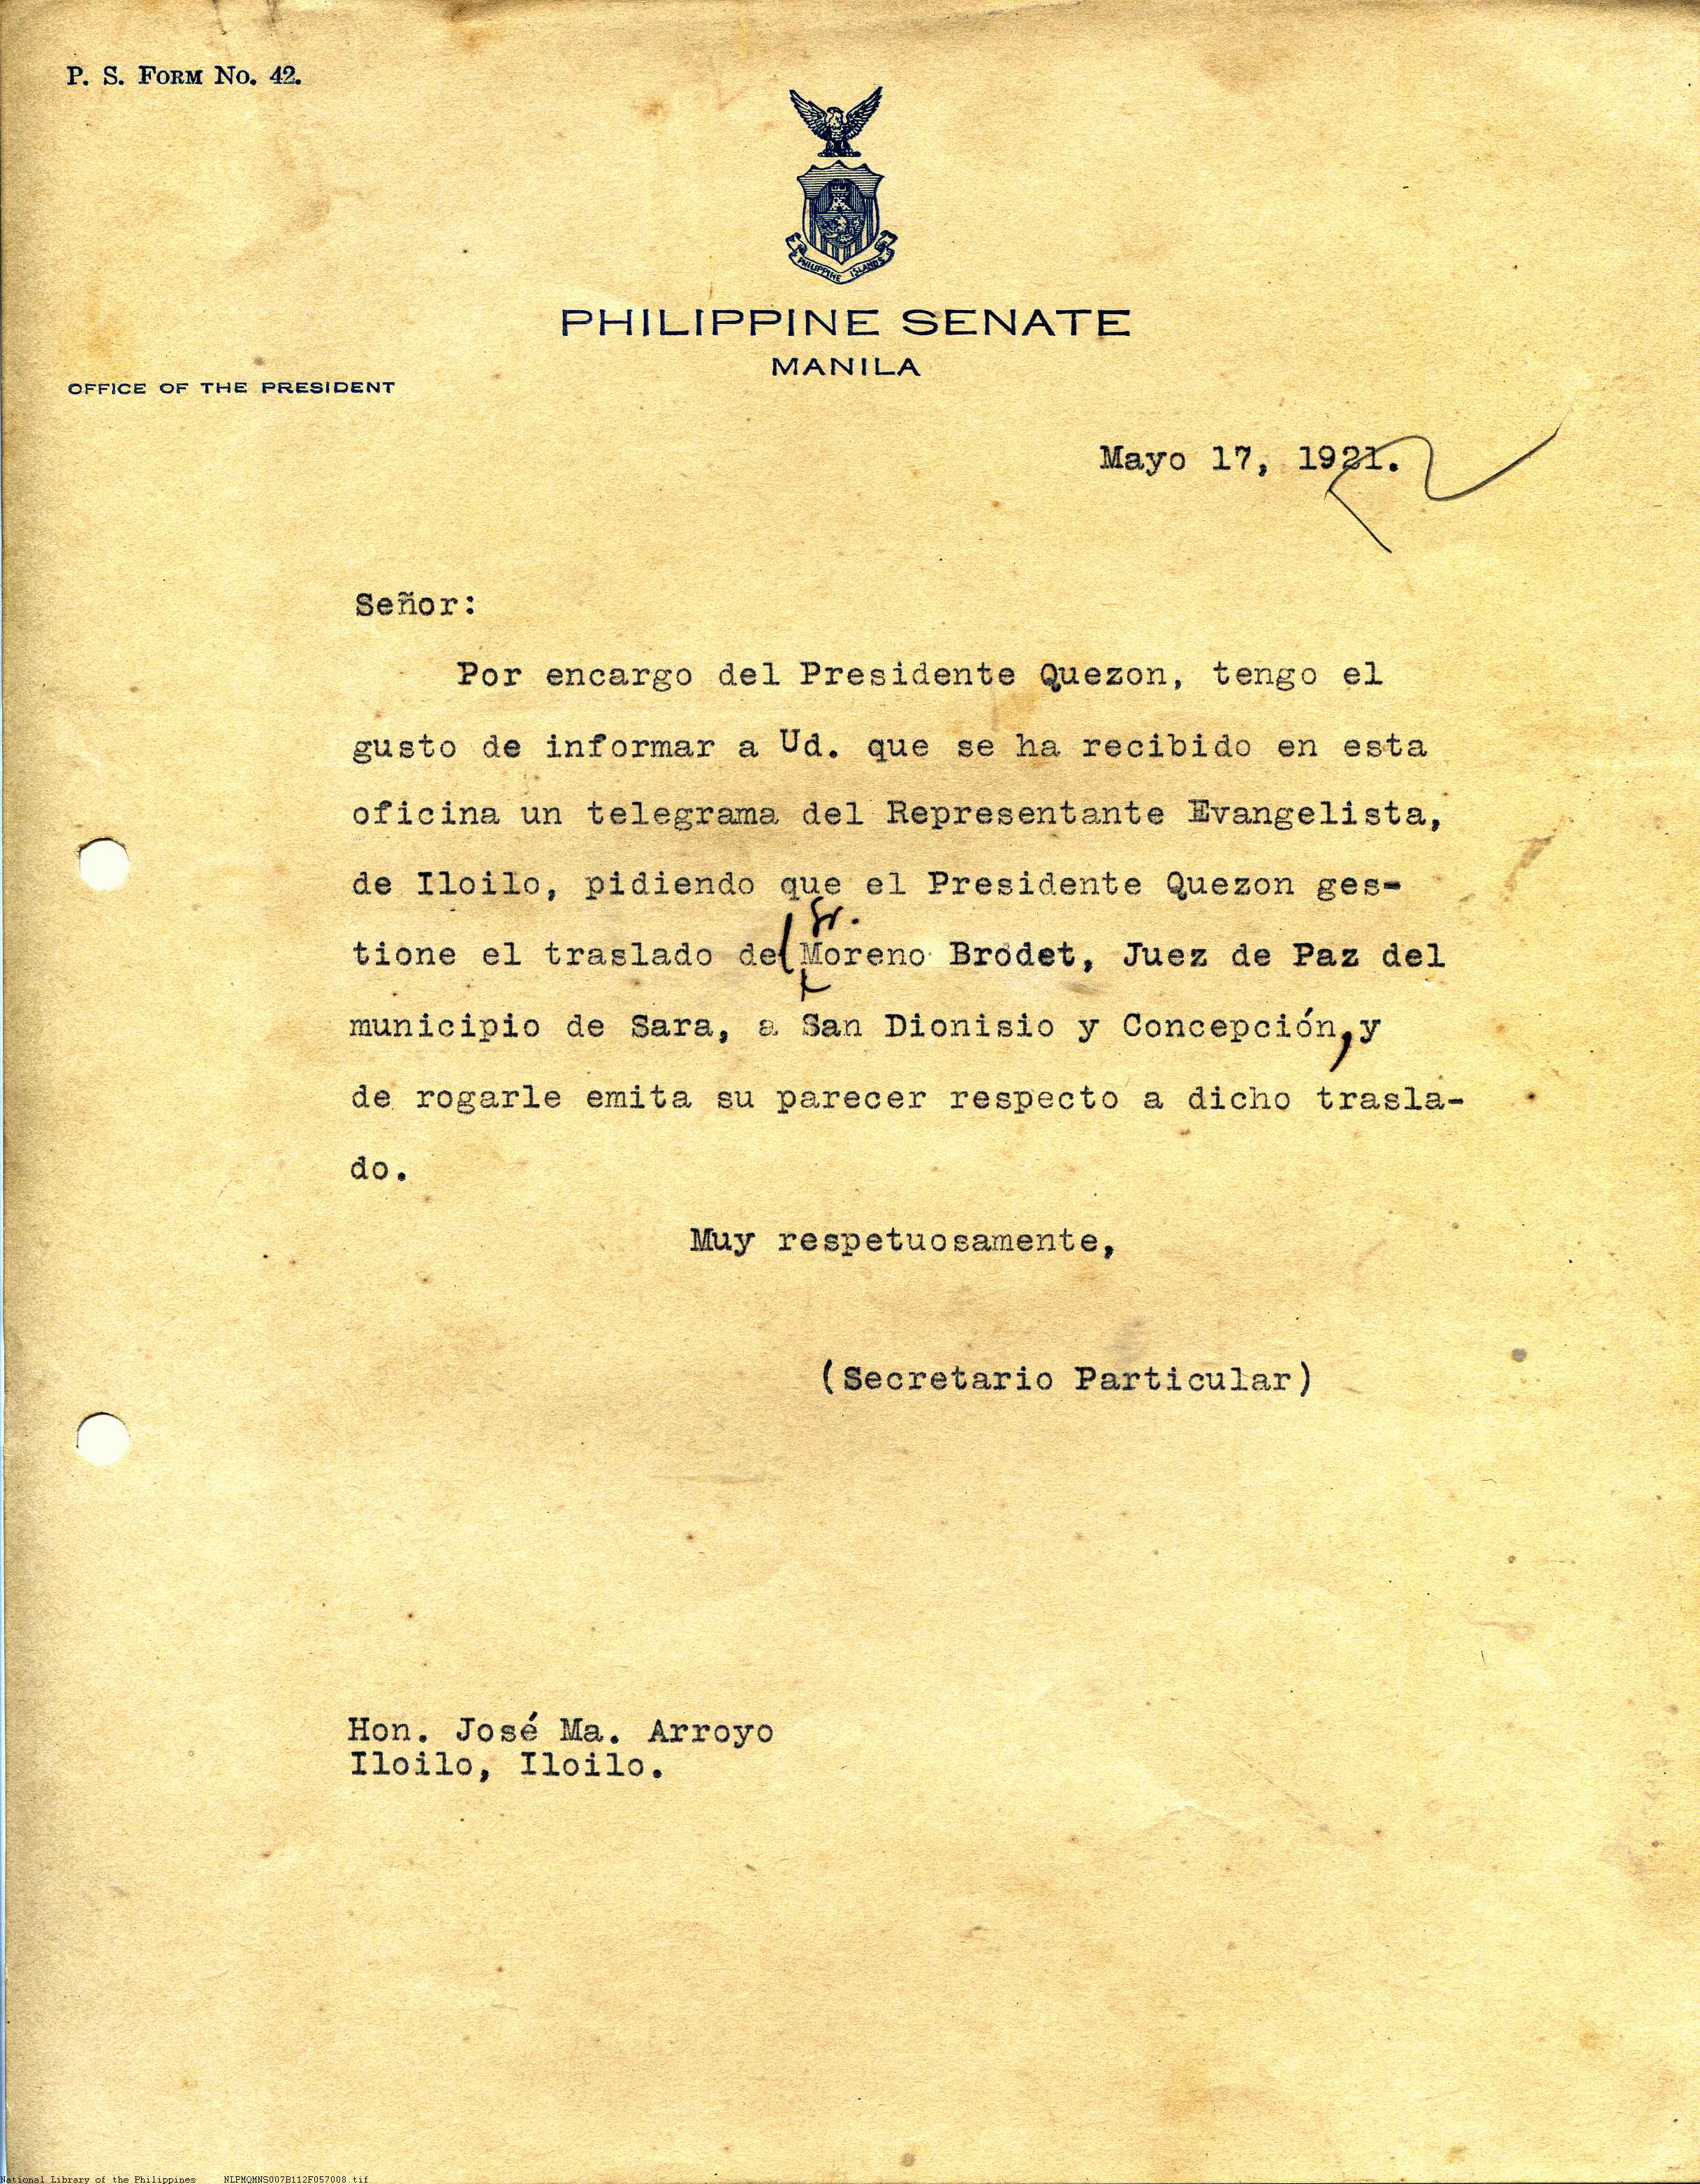 P. S. FORM No. 42.
PHILIPPINE ISLANDS
PHILIPPINE SENATE
MANILA
OFFICE OF THE PRESIDENT
Mayo 17, 1921.
Señor:
Por encargo del Presidente Quezon, tengo el
gusto de informar a Ud. que se ha recibido en esta
oficina un telegrama del Representante Evangelista,
de Iloilo, pidiendo que el Presidente Quezon ges-
Sr.
tione el traslado del Moreno Brodet, Juez de Paz del
municipio de Sara, a San Dionisio y Concepción, y
de rogarle emita su parecer respecto a dicho trasla-
do.
Muy respetuosamente,
(Secretario Particular)
Hon. José Ma. Arroyo
Iloilo, Iloilo.
National Library of the Philippines NLPMQMNS007B112F057008.tif